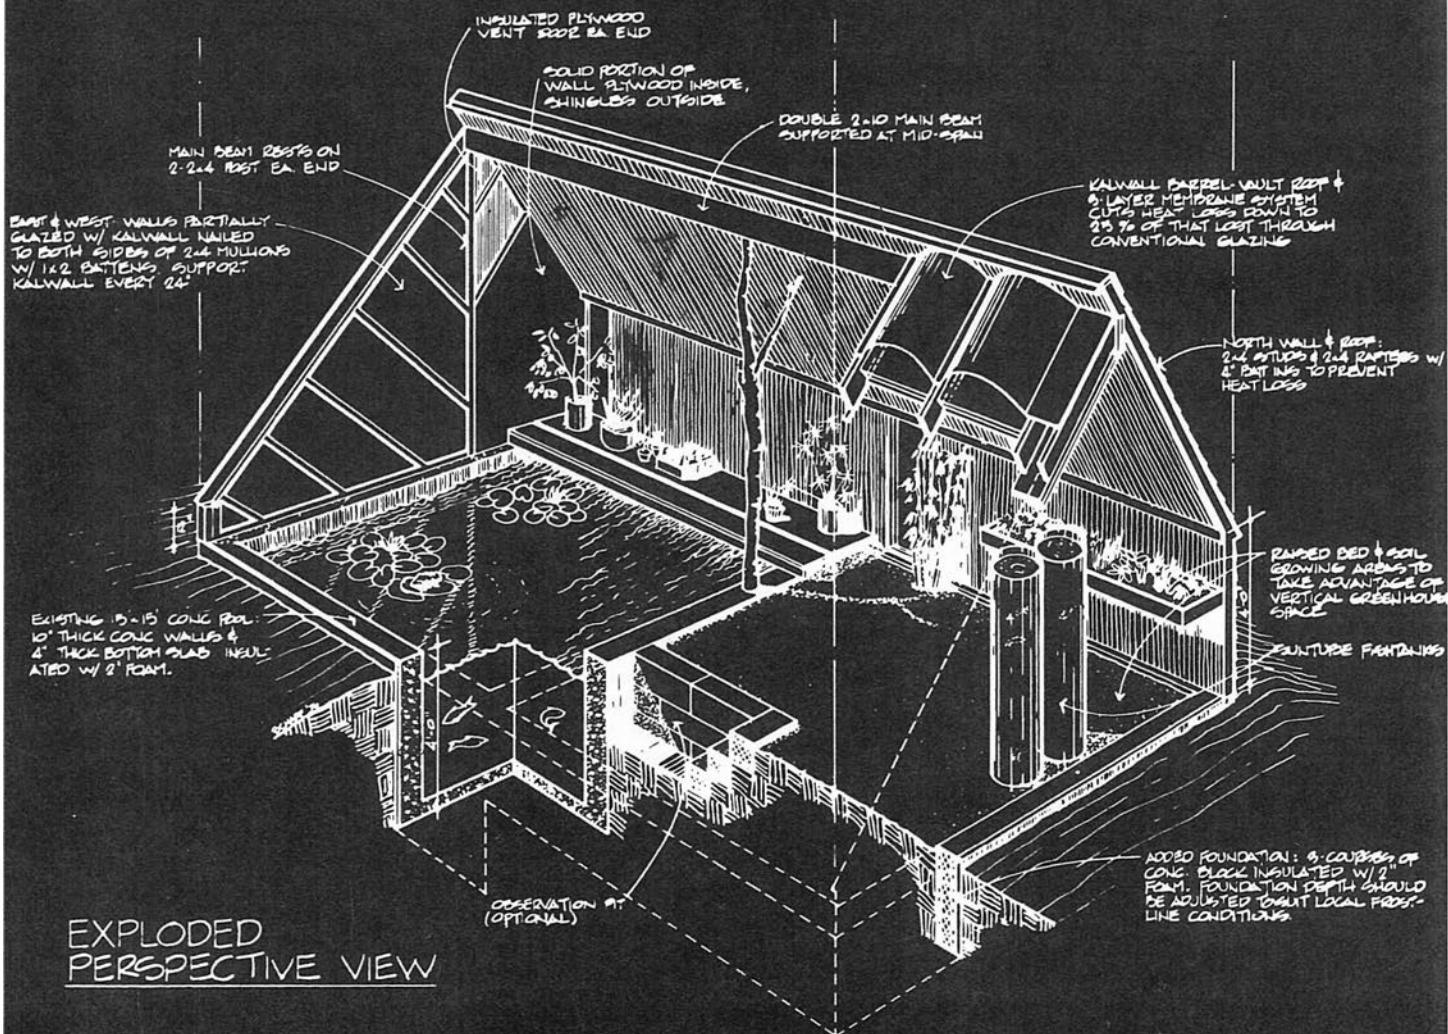 INSULATED PLYWOOD
VENT DOOR EA. END
SOLID PORTION OF
WALL PLYWOOD INSIDE,
SHINGLES OUTSIDE
DOUBLE 2x10 MAIN BEAM
SUPPORTED AT MID-SPAN
MAIN BEAM RESTS ON
2-2x4 POST EA. END
KALWALL BARREL-VAULT ROOF &
3-LAYER MEMBRANE SYSTEM
CUTS HEAT LOSS DOWN TO
% OF THAT LOST THROUGH
CONVENTIONAL GLAZING
EAST & WEST WALLS PARTIALLY
GLAZED W/ KALWALL NAILED
TO BOTH SIDES OF 2x4 MULLIONS
W/ 1x2 BATTENS. SUPPORT
KALWALL EVERY 24"
NORTH WALL & ROOF:
2x4 STUDS & 2x4 RAFTERS W/
4" BAT INS TO PREVENT
HEAT LOSS
RAISED BED & SOIL
GROWING AREAS TO
TAKE ADVANTAGE OF
VERTICAL GREENHOUSE
SPACE
4'-0"
EXISTING CONC POOL:
10" THICK CONC WALLS &
4" THICK BOTTOM SLAB INSUL-
ATED W/ 2" FOAM.
SUNTUBE FISHTANKS
4'-0"
ADDED FOUNDATION: 3-COURSES OF
CONC. BLOCK INSULATED W/ 2"
FOAM. FOUNDATION DEPTH SHOULD
BE ADJUSTED TO SUIT LOCAL FROST-
LINE CONDITIONS.
OBSERVATION PIT
(OPTIONAL)
EXPLODED
PERSPECTIVE VIEW